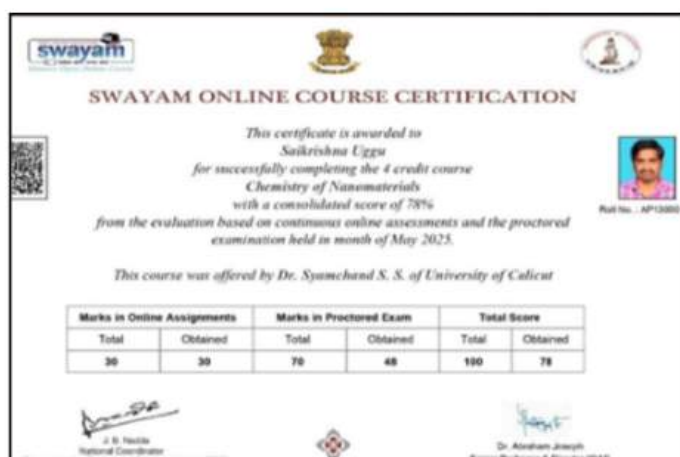 swayam
SWAYAM ONLINE COURSE CERTIFICATION
This certificate is awarded to
Saikrishna Uggu
for successfully completing the 4 credit course
Chemistry of Nanomaterials
with a consolidated score of 78%
from the evaluation based on continuous online assessments and the proctored
examination held in month of May 2025.
Roll No. :
This course was offered by Dr. Syamchand S. S. of University of Calicut
Marks in Online Assignments Marks in Proctored Exam Total Score
Total Obtained Total Obtained Total Obtained
30 30 70 48 100 78
J. B. Nadda
National Coordinator
Dr. Abraham Joseph